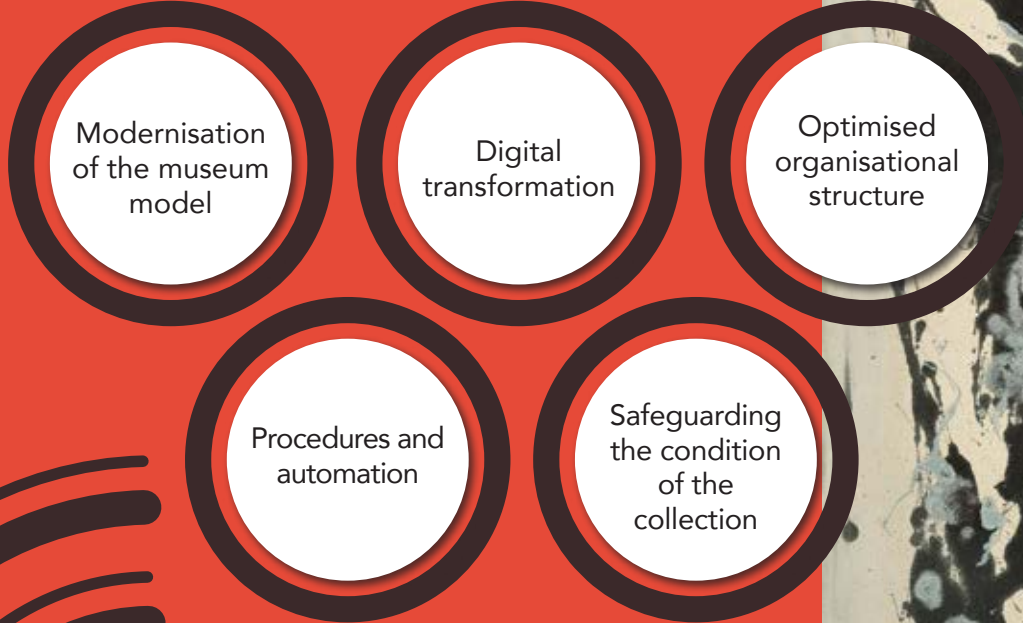 Modernisation
of the museum
model
Digital
transformation
Optimised
organisational
structure
Procedures and
automation
Safeguarding
the condition
of the
collection